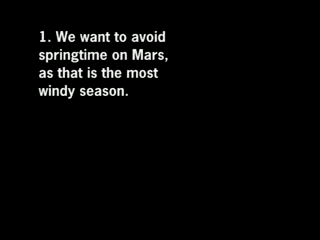 1. We want to avoid
springtime on Mars,
as that is the most
windy season.